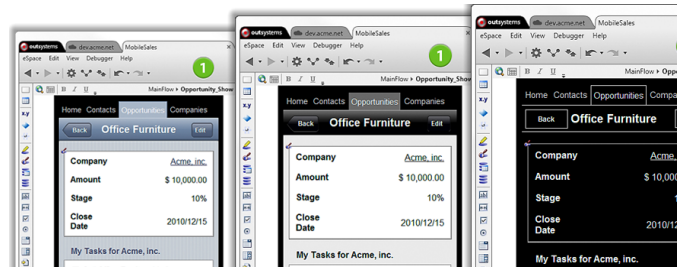 outsystems dev.acme.net MobileSales
eSpace Edit View Debugger Help
1
B I U MainFlow ▸ Opportunity_Show
Home Contacts Opportunities Companies
Back Office Furniture Edit
Company Acme, inc.
Amount $ 10,000.00
Stage 10%
Close Date 2010/12/15
My Tasks for Acme, inc.
x.y
outsystems dev.acme.net MobileSales
eSpace Edit View Debugger Help
1
B I U MainFlow ▸ Opportunity_Show
Home Contacts Opportunities Companies
Back Office Furniture Edit
Company Acme, inc.
Amount $ 10,000.00
Stage 10%
Close Date 2010/12/15
My Tasks for Acme, inc.
x.y
outsystems dev.acme.net MobileSales
eSpace Edit View Debugger Help
B I U MainFlow ▸
Home Contacts Opportunities
Back Office Furniture
Company Acme,
Amount $ 10,000
Stage
Close Date 2010/12
My Tasks for Acme, inc.
x.y